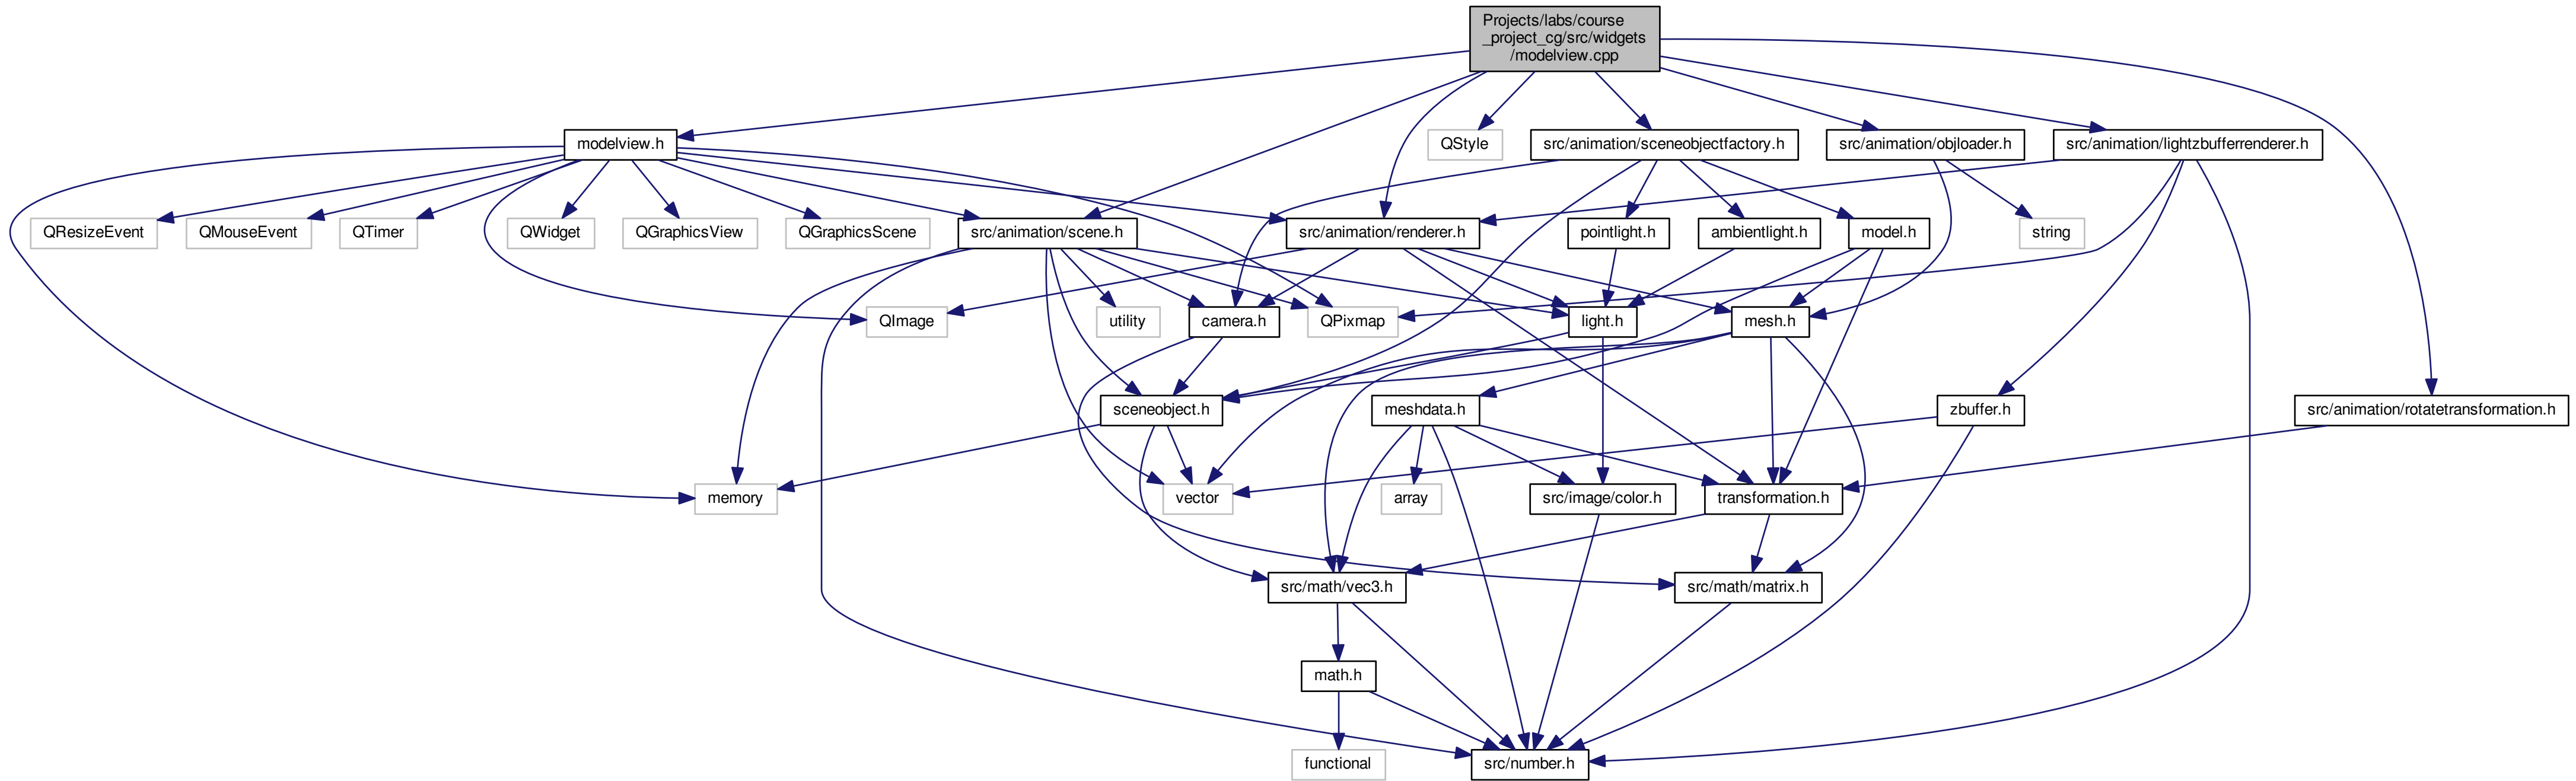 Projects/labs/course
_project_cg/src/widgets
/modelview.cpp
modelview.h
QStyle
src/animation/sceneobjectfactory.h
src/animation/objloader.h
src/animation/lightzbufferrenderer.h
QResizeEvent
QMouseEvent
QTimer
QWidget
QGraphicsView
QGraphicsScene
src/animation/scene.h
src/animation/renderer.h
pointlight.h
ambientlight.h
model.h
string
QImage
utility
camera.h
QPixmap
light.h
mesh.h
sceneobject.h
meshdata.h
zbuffer.h
src/animation/rotatetransformation.h
memory
vector
array
src/image/color.h
transformation.h
src/math/vec3.h
src/math/matrix.h
math.h
functional
src/number.h